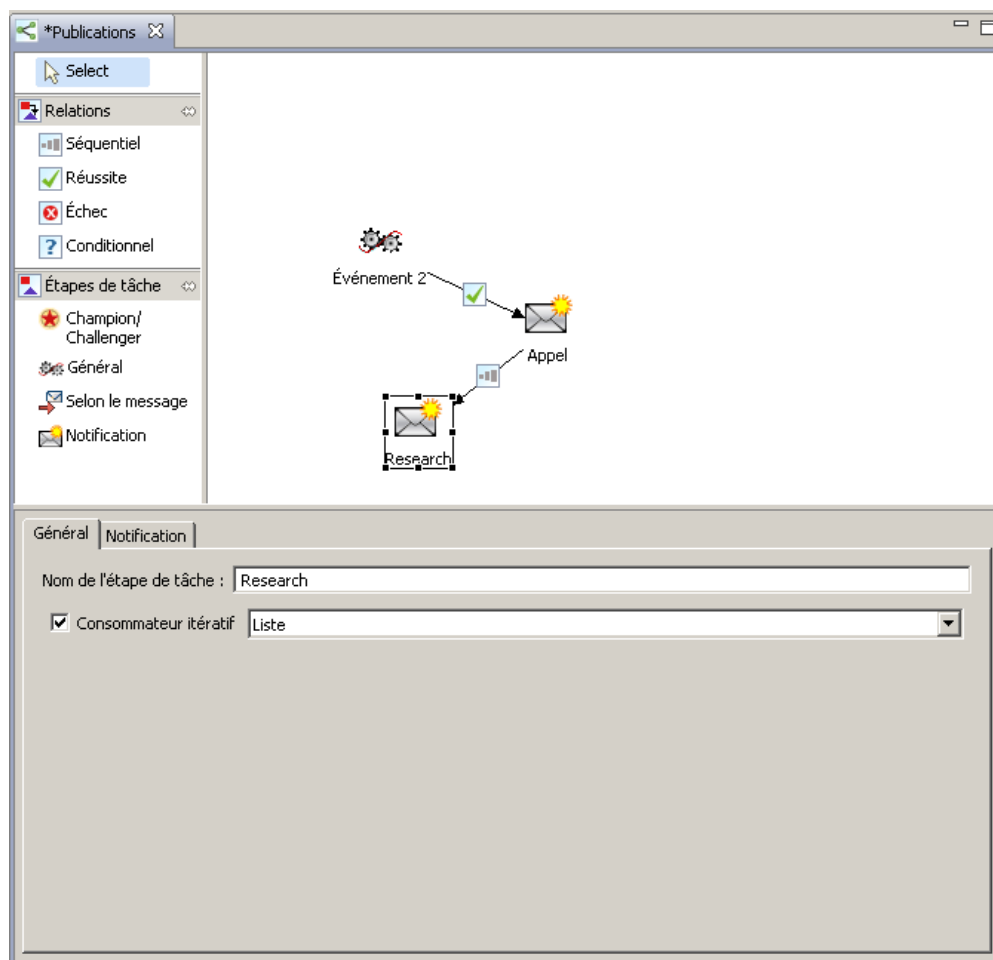 *Publications
Select
Relations
Séquentiel
Réussite
Échec
Conditionnel
Étapes de tâche
Champion/
Challenger
Général
Selon le message
Notification
Événement 2
Appel
Research
Général
Notification
Nom de l'étape de tâche :
Research
Consommateur itératif
Liste